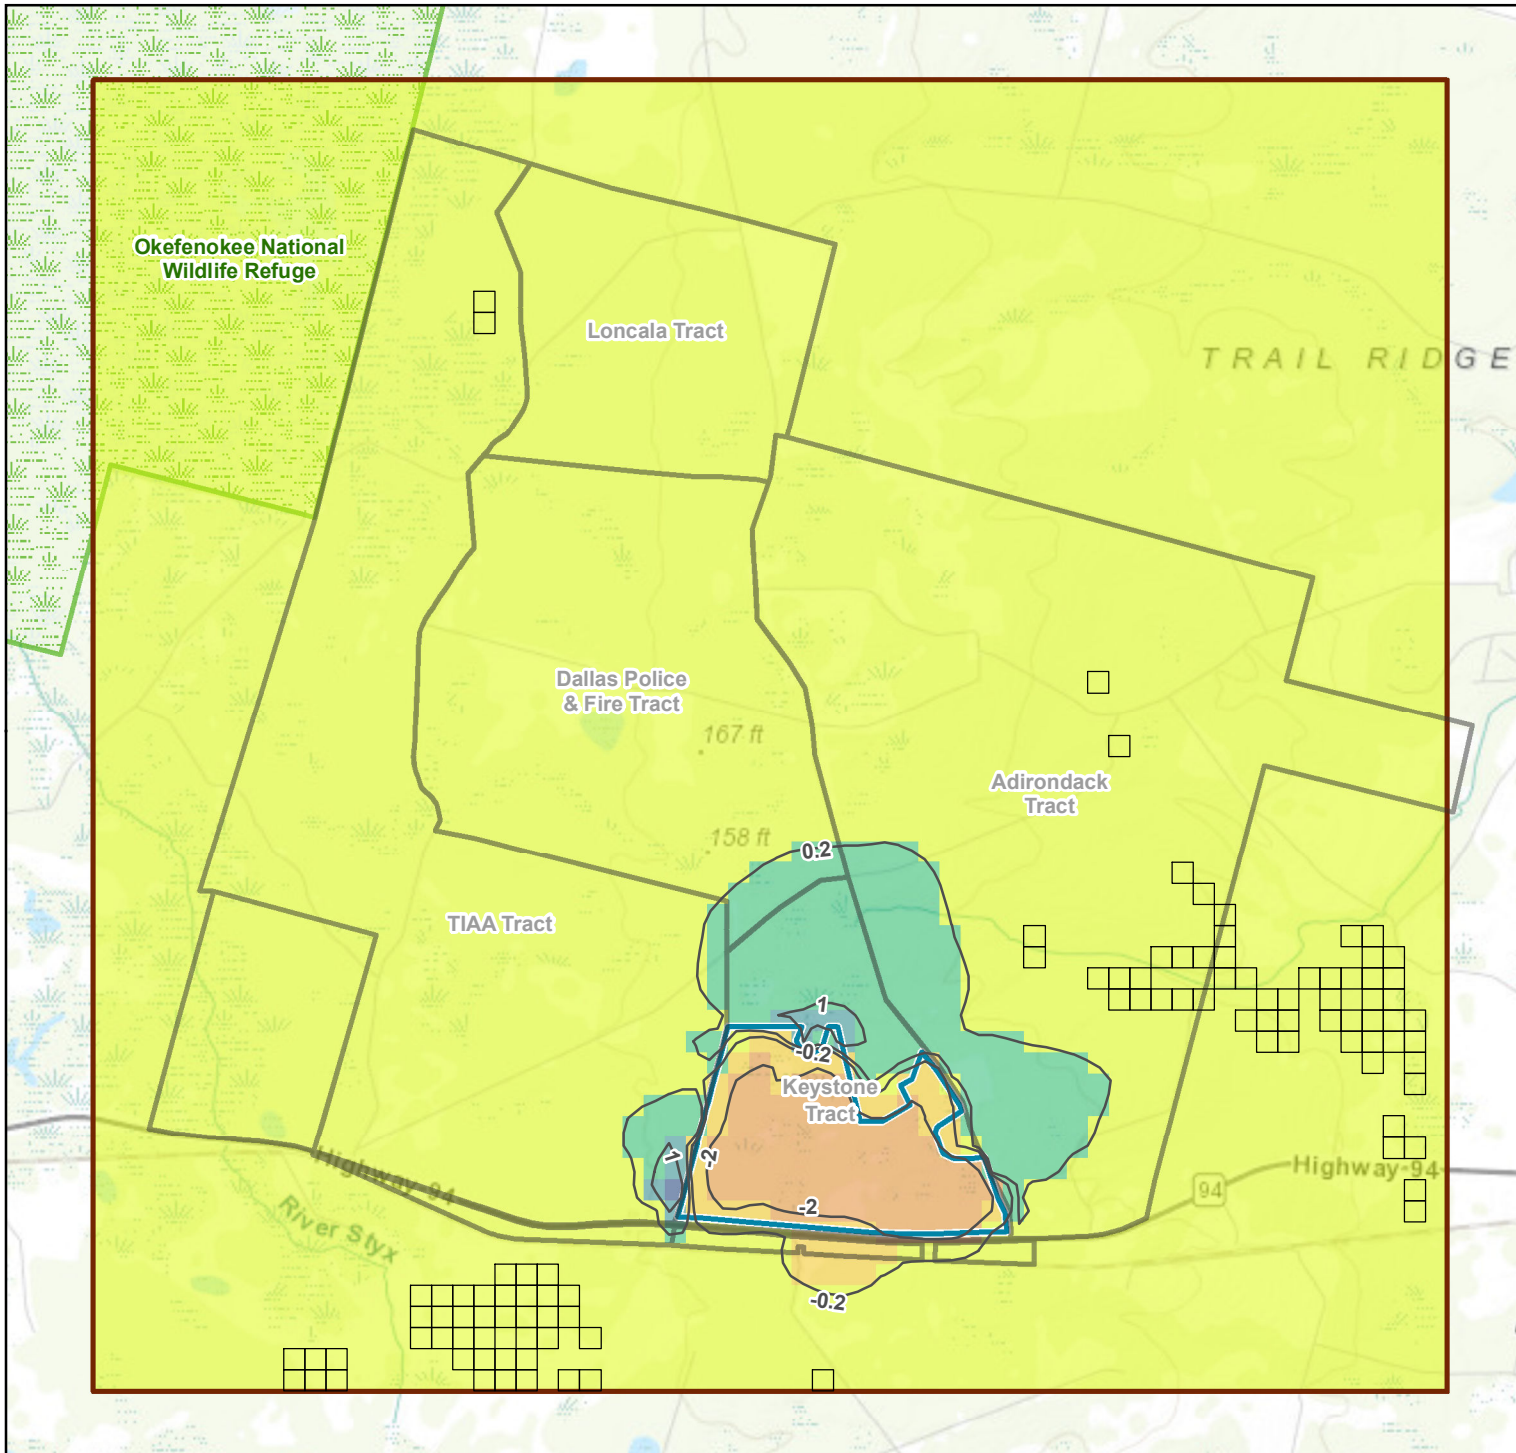 Okefenokee National
Wildlife Refuge
Loncala Tract
TRAIL RIDGE
Dallas Police
& Fire Tract
167 ft
Adirondack
Tract
158 ft
0.2
TIAA Tract
1
-0.2
Keystone
Tract
1
-2
Highway 94
Highway 94
94
-2
River Styx
-0.2